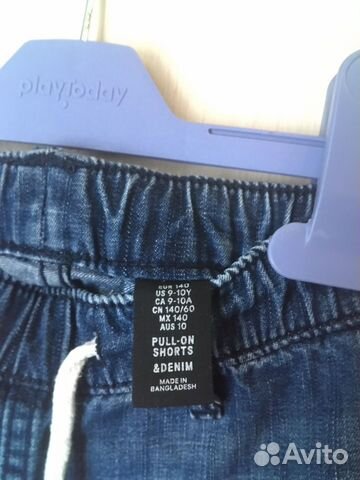 playToday
EUR 140
US 9-10Y
CA 9-10A
CN 140/60
MX 140
AUS 10
PULL-ON
SHORTS
&DENIM
MADE IN
BANGLADESH
Avito